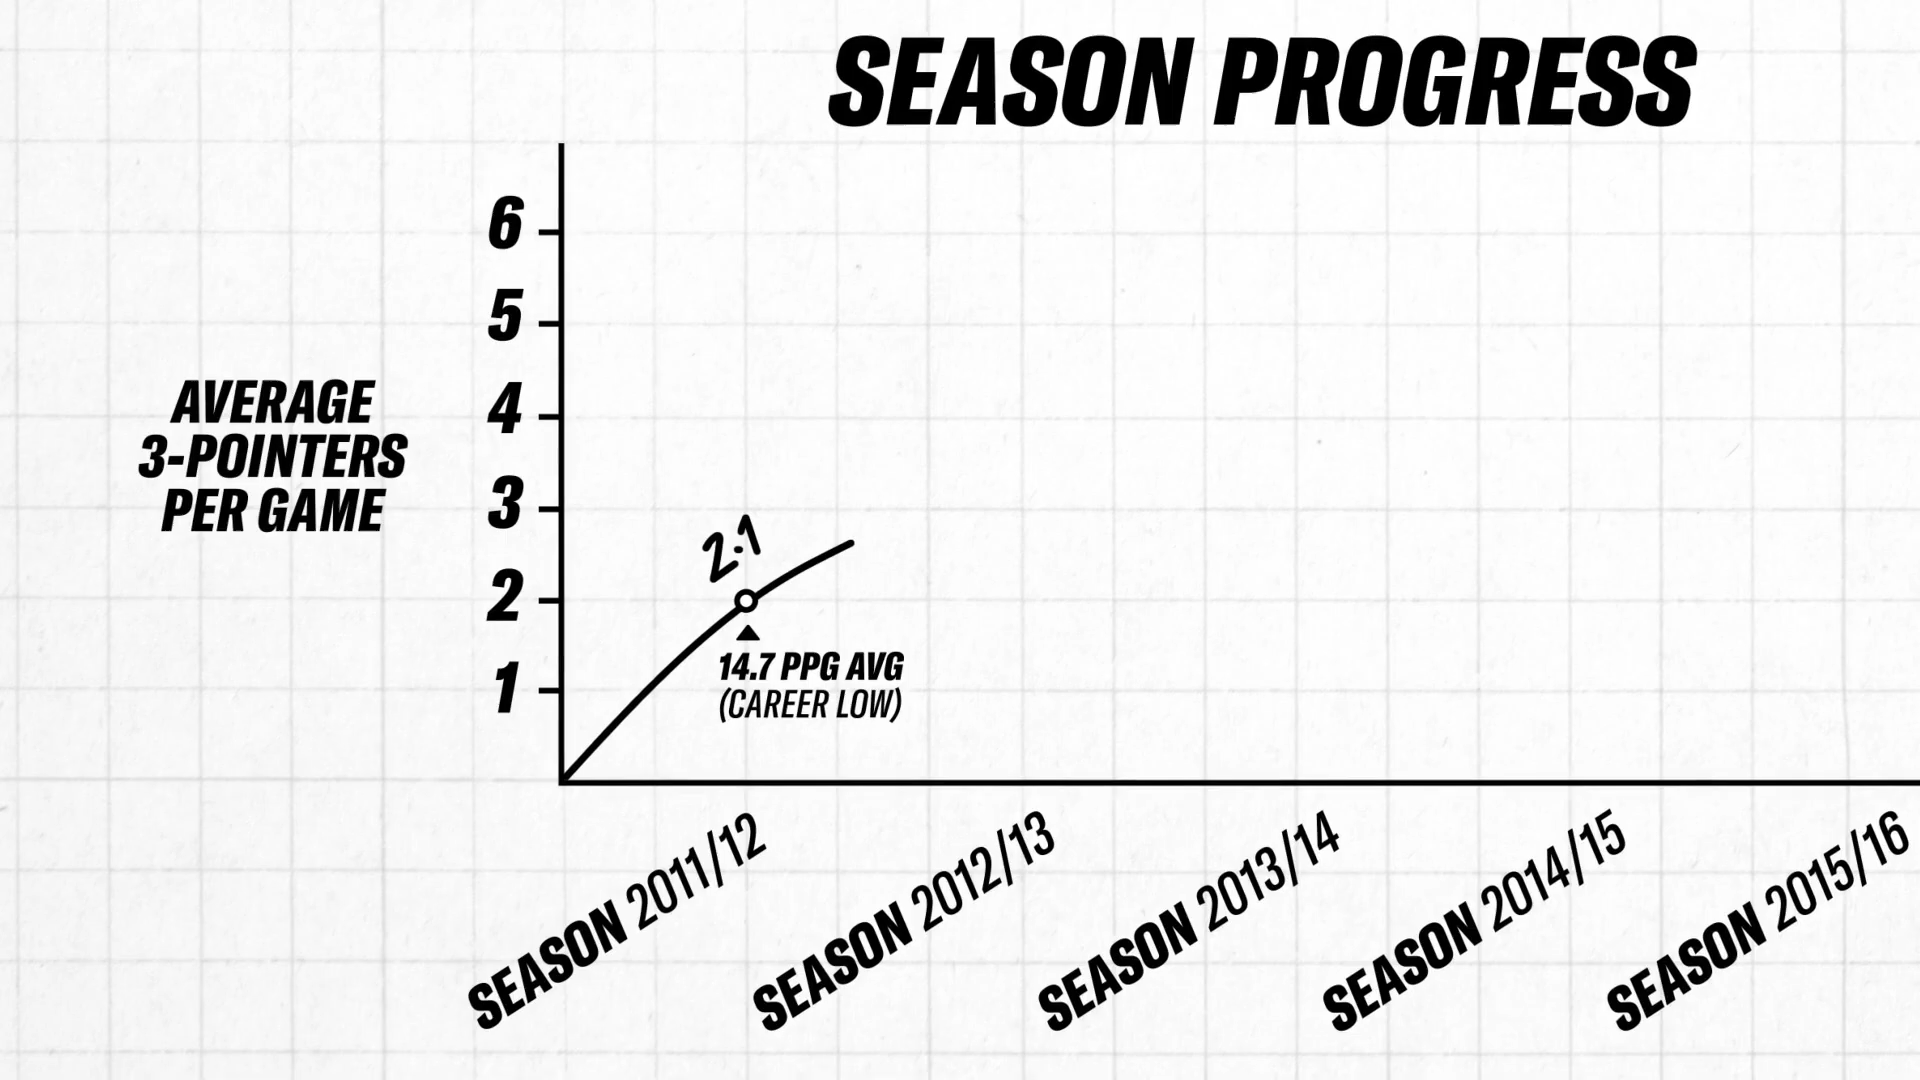 SEASON PROGRESS
6
5
4
3
2
1
AVERAGE
3-POINTERS
PER GAME
2.1
14.7 PPG AVG
(CAREER LOW)
SEASON 2011/12
SEASON 2012/13
SEASON 2013/14
SEASON 2014/15
SEASON 2015/16